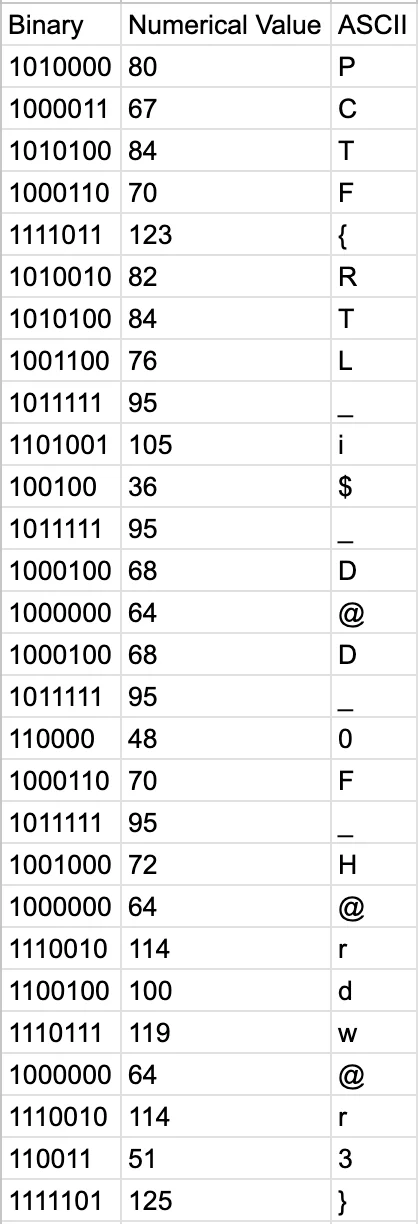 Binary Numerical Value ASCII
1010000 80 P
1000011 67 C
1010100 84 T
1000110 70 F
1111011 123 {
1010010 82 R
1010100 84 T
1001100 76 L
1011111 95 _
1101001 105 i
100100 36 $
1011111 95 _
1000100 68 D
1000000 64 @
1000100 68 D
1011111 95 _
110000 48 0
1000110 70 F
1011111 95 _
1001000 72 H
1000000 64 @
1110010 114 r
1100100 100 d
1110111 119 w
1000000 64 @
1110010 114 r
110011 51 3
1111101 125 }